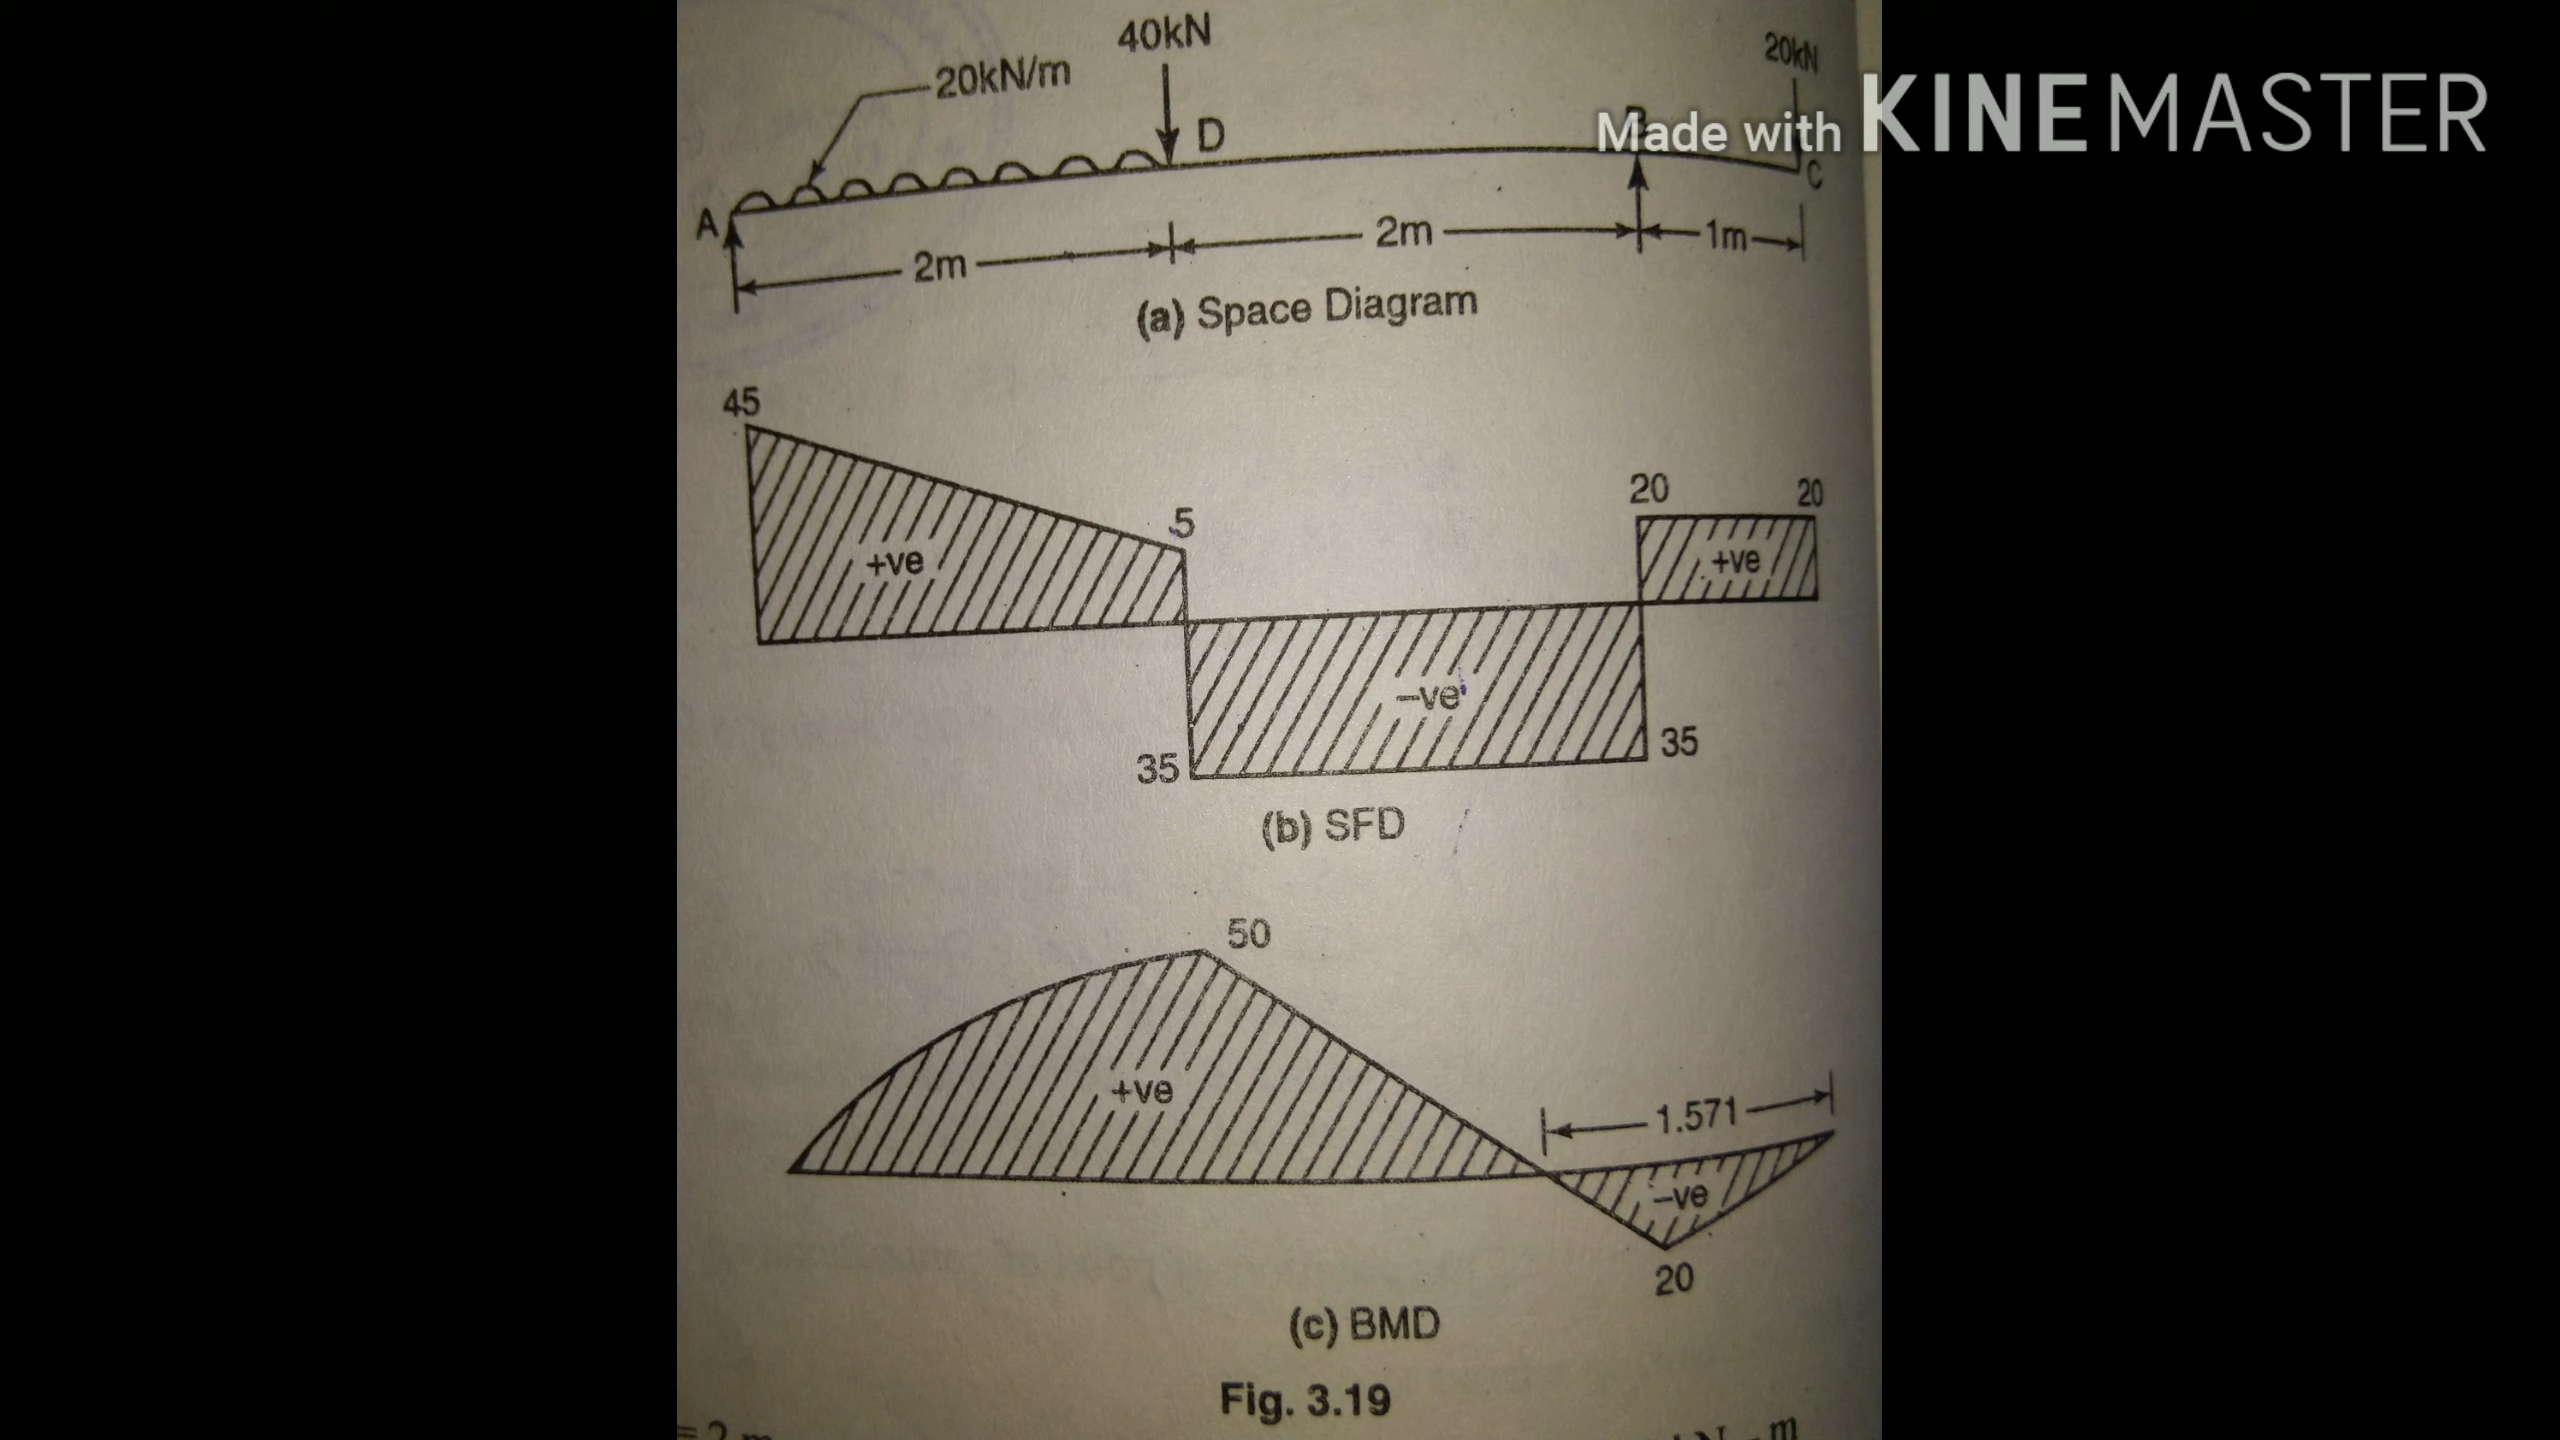 40kN
20kN
20kN/m
Made with KINEMASTER
D
B
A
C
2m
2m
1m
(a) Space Diagram
45
5
20
20
+ve
+ve
–ve
35
35
(b) SFD
50
+ve
1.571
–ve
20
(c) BMD
Fig. 3.19